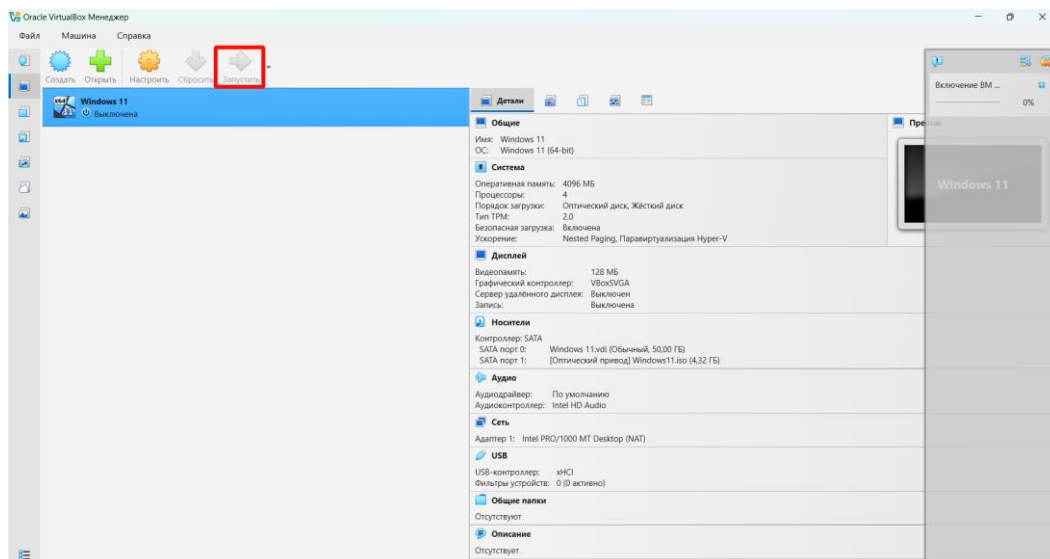 Oracle VirtualBox Менеджер
Файл Машина Справка
Создать Открыть Настроить Сбросить Запустить
Windows 11
Выключена
Детали
Общие
Имя: Windows 11
ОС: Windows 11 (64-bit)
Система
Оперативная память: 4096 МБ
Процессоры: 4
Порядок загрузки: Оптический диск, Жёсткий диск
Тип TPM: 2.0
Безопасная загрузка: Включена
Ускорение: Nested Paging, Паравиртуализация Hyper-V
Дисплей
Видеопамять: 128 МБ
Графический контроллер: VBoxSVGA
Сервер удалённого дисплея: Выключен
Запись: Выключена
Носители
Контроллер: SATA
SATA порт 0: Windows 11.vdi (Обычный, 50,00 ГБ)
SATA порт 1: [Оптический привод] Windows11.iso (4,32 ГБ)
Аудио
Аудиодрайвер: По умолчанию
Аудиоконтроллер: Intel HD Audio
Сеть
Адаптер 1: Intel PRO/1000 MT Desktop (NAT)
USB
USB-контроллер: xHCI
Фильтры устройств: 0 (0 активно)
Общие папки
Отсутствуют
Описание
Отсутствует
Windows 11
Включение ВМ ...
0%